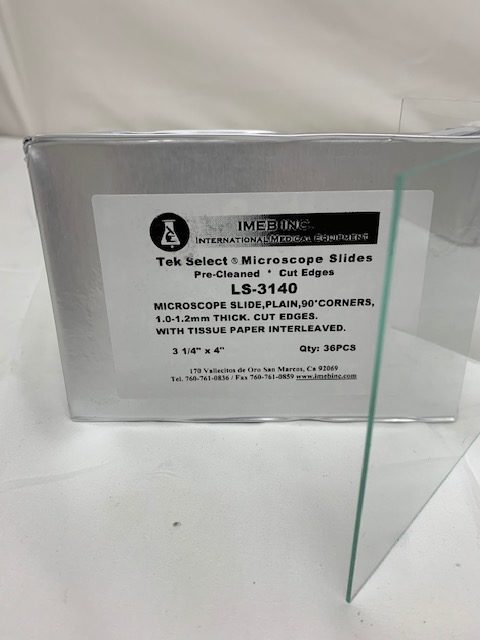 IMEB INC.
INTERNATIONAL MEDICAL EQUIPMENT
Tek Select ® Microscope Slides
Pre-Cleaned * Cut Edges
LS-3140
MICROSCOPE SLIDE,PLAIN,90'CORNERS,
1.0-1.2mm THICK. CUT EDGES.
WITH TISSUE PAPER INTERLEAVED.
3 1/4" x 4" Qty: 36PCS
170 Vallecitos de Oro San Marcos, Ca 92069
Tel. 760-761-0836 / Fax 760-761-0859 www.imebinc.com